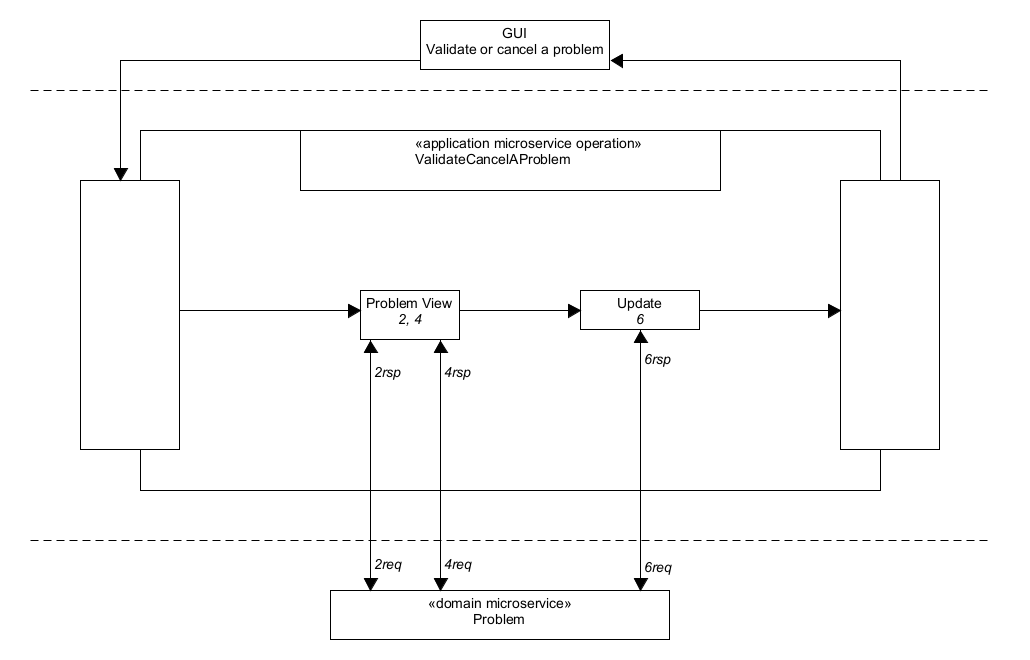 GUI
Validate or cancel a problem
«application microservice operation»
ValidateCancelAProblem
Problem View
2, 4
Update
6
2rsp
4rsp
6rsp
2req
4req
6req
«domain microservice»
Problem